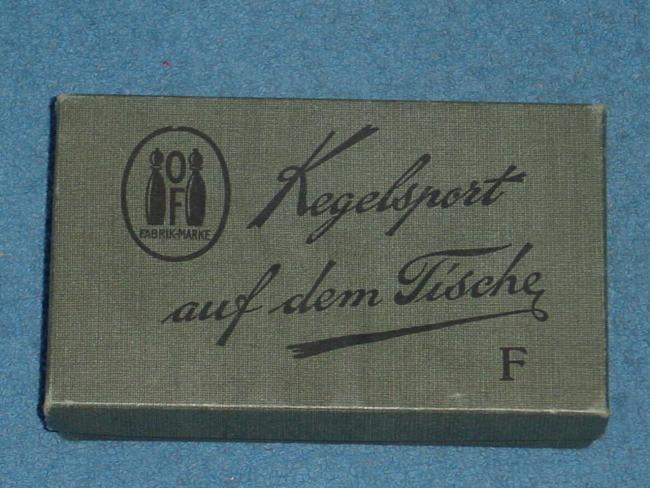 OF
FABRIK-MARKE
Kegelsport
auf dem Tische
F